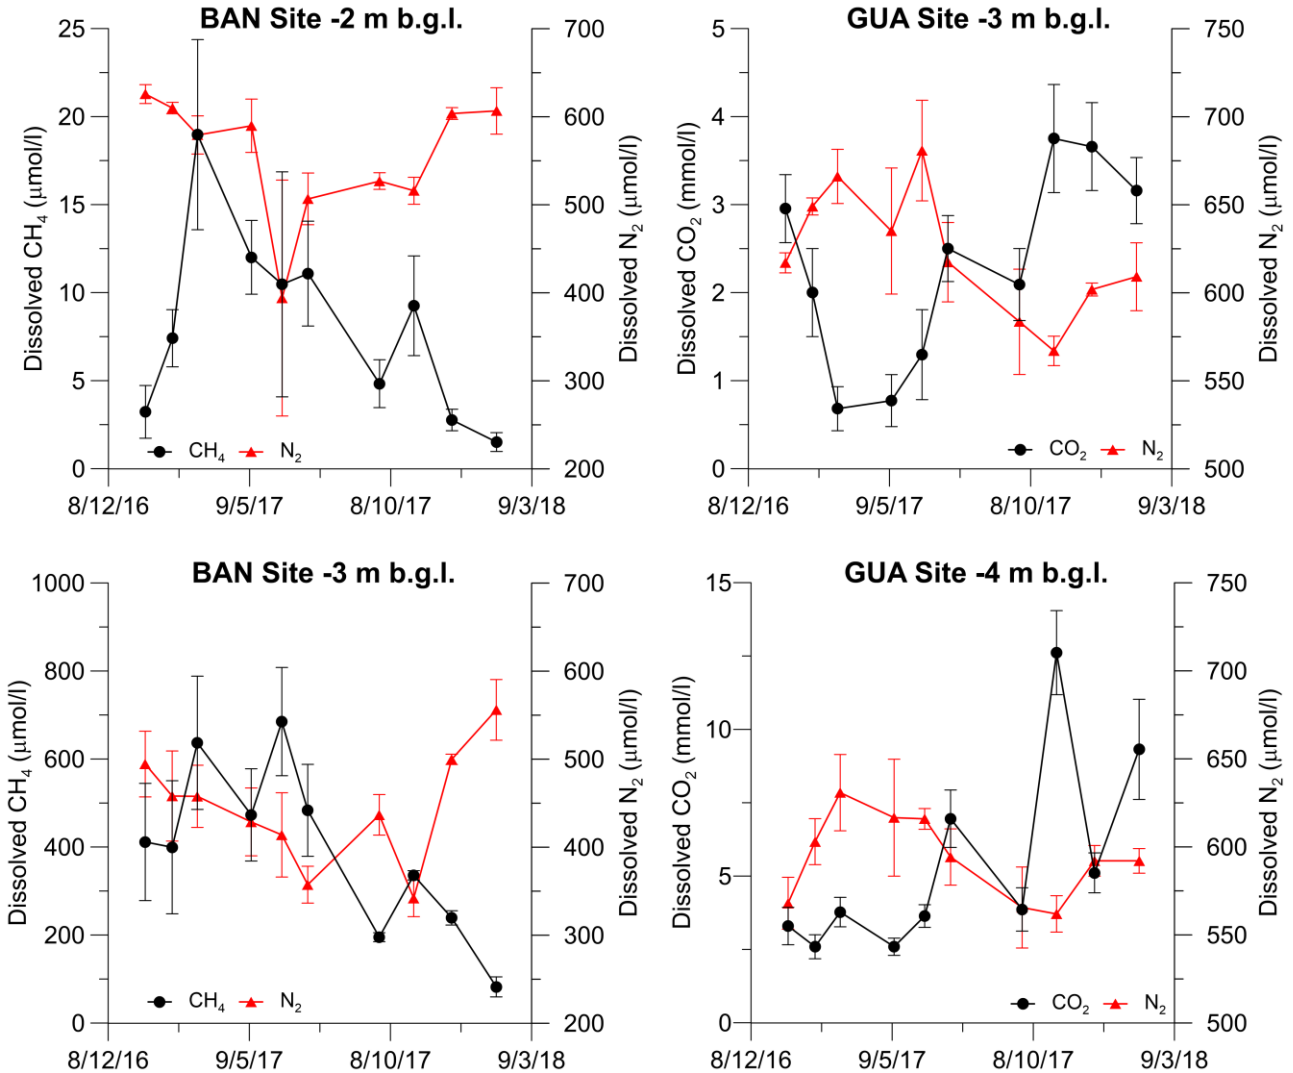 BAN Site -2 m b.g.l.
25
20
15
10
5
0
Dissolved CH₄ (μmol/l)
700
600
500
400
300
200
Dissolved N₂ (μmol/l)
CH₄ N₂
8/12/16 9/5/17 8/10/17 9/3/18
GUA Site -3 m b.g.l.
5
4
3
2
1
0
Dissolved CO₂ (mmol/l)
750
700
650
600
550
500
Dissolved N₂ (μmol/l)
CO₂ N₂
8/12/16 9/5/17 8/10/17 9/3/18
BAN Site -3 m b.g.l.
1000
800
600
400
200
0
Dissolved CH₄ (μmol/l)
700
600
500
400
300
200
Dissolved N₂ (μmol/l)
CH₄ N₂
8/12/16 9/5/17 8/10/17 9/3/18
GUA Site -4 m b.g.l.
15
10
5
0
Dissolved CO₂ (mmol/l)
750
700
650
600
550
500
Dissolved N₂ (μmol/l)
CO₂ N₂
8/12/16 9/5/17 8/10/17 9/3/18